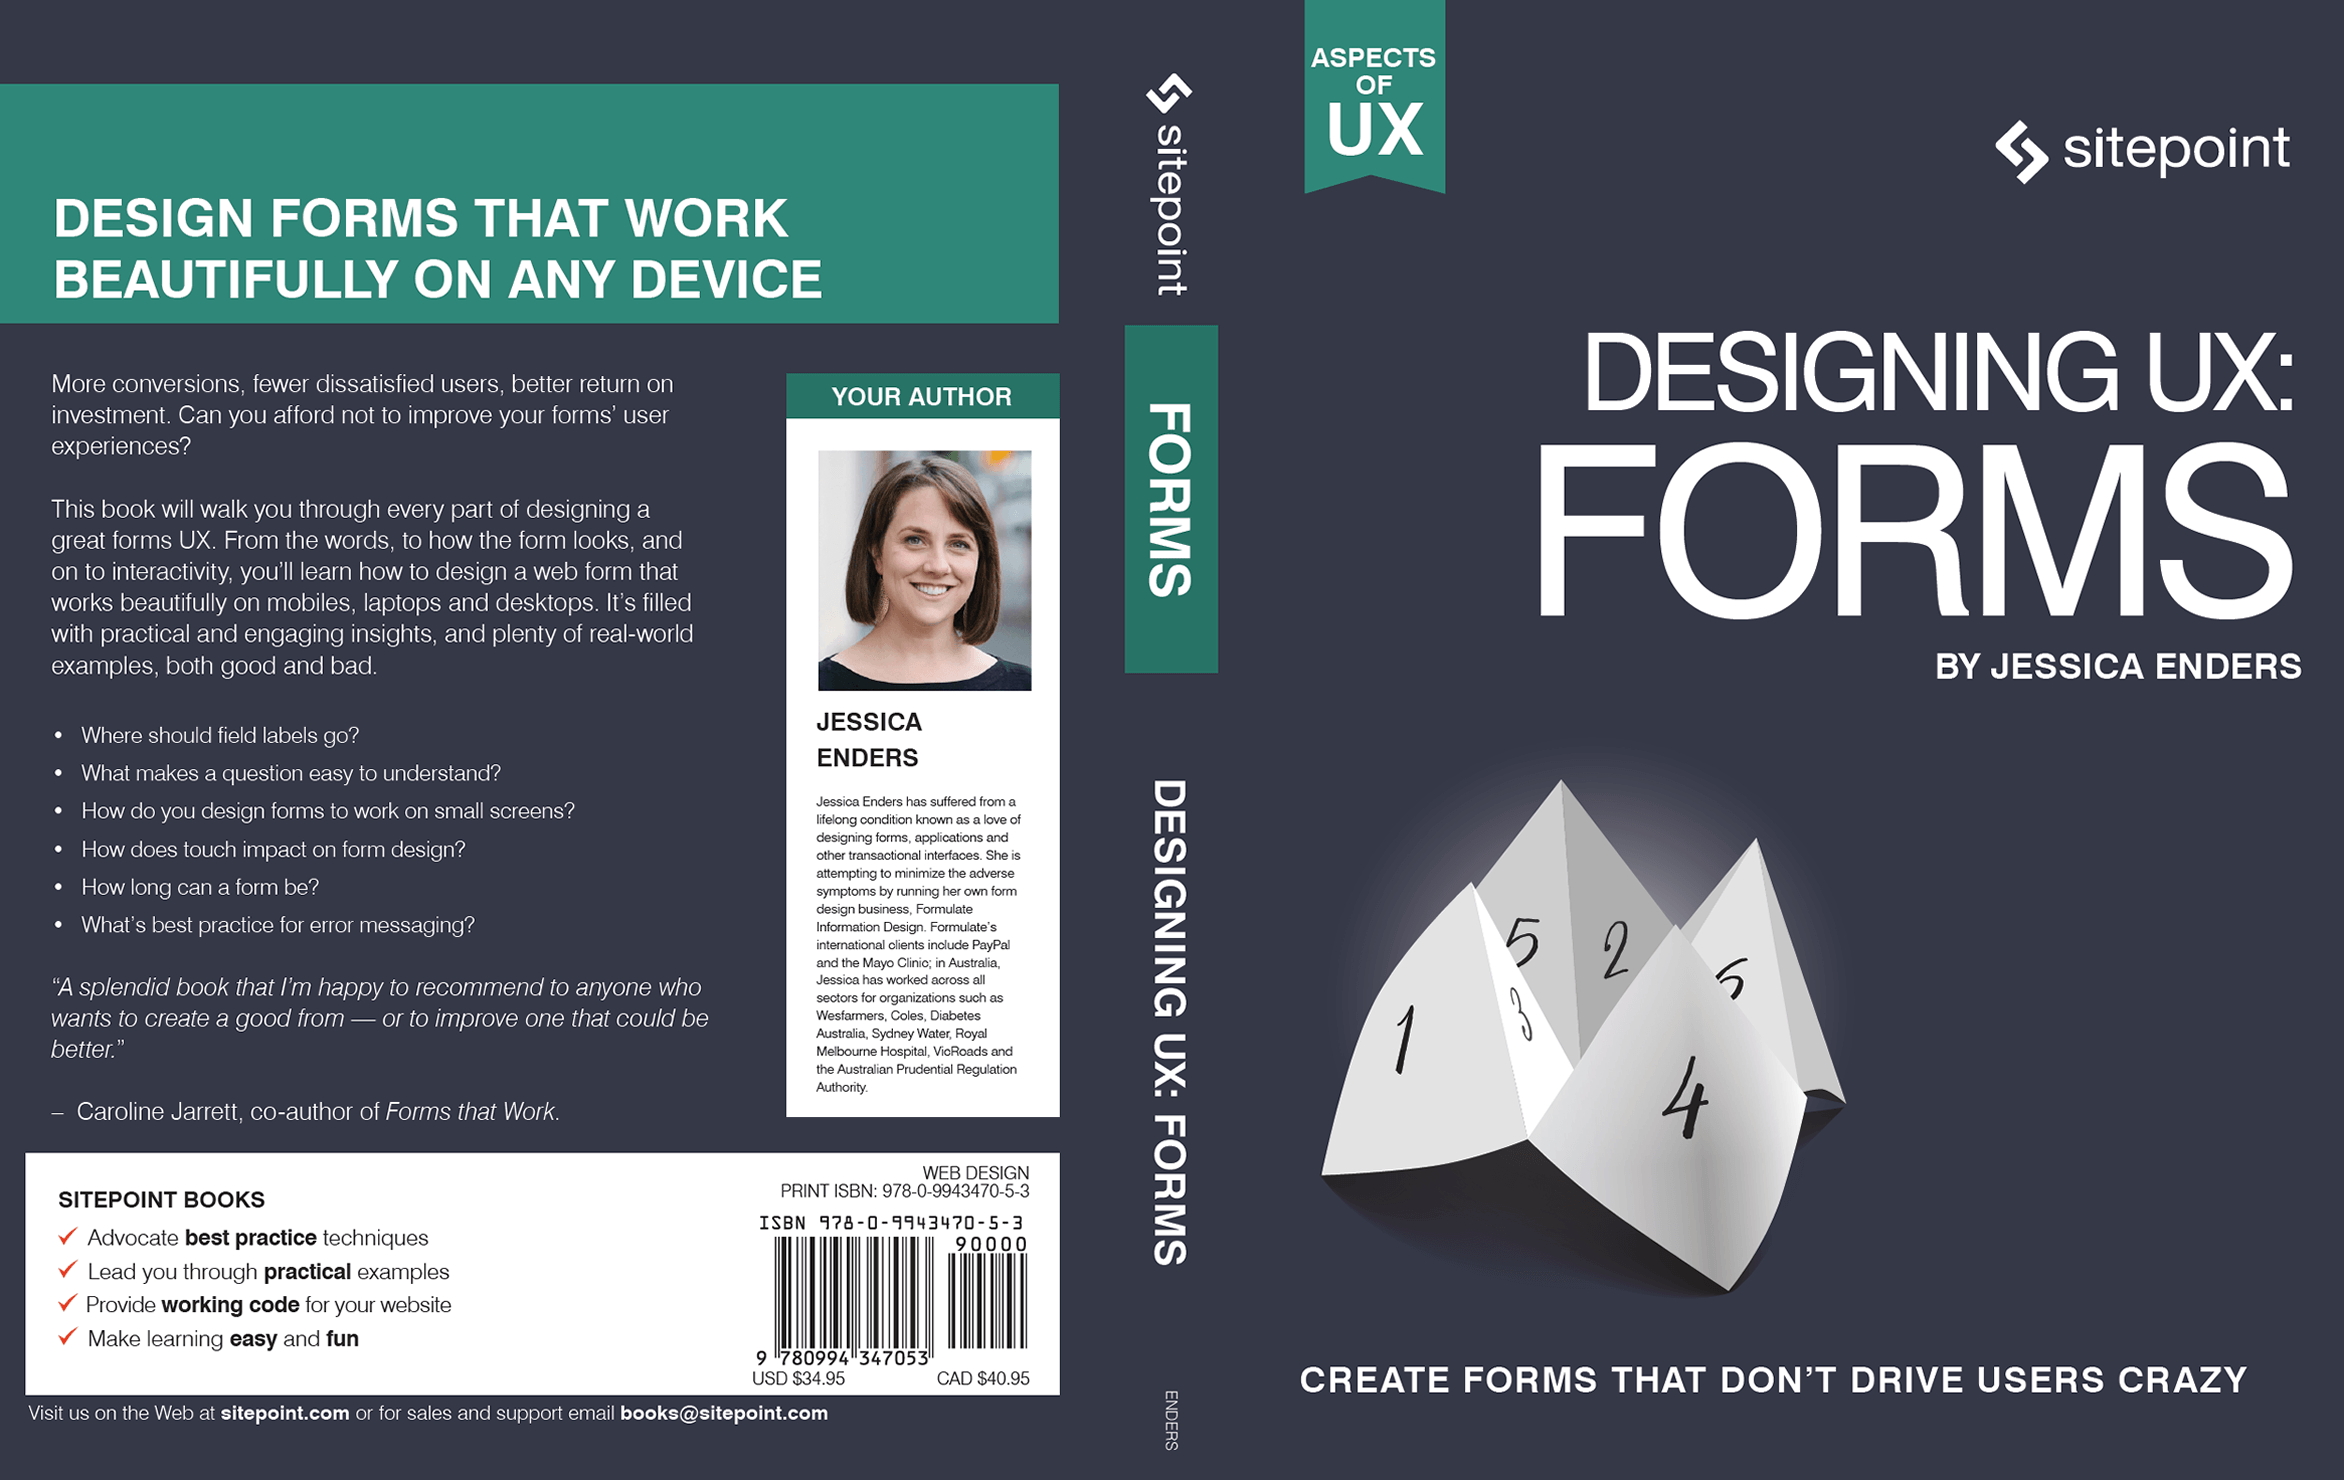 DESIGN FORMS THAT WORK
BEAUTIFULLY ON ANY DEVICE
More conversions, fewer dissatisfied users, better return on
investment. Can you afford not to improve your forms’ user
experiences?
This book will walk you through every part of designing a
great forms UX. From the words, to how the form looks, and
on to interactivity, you’ll learn how to design a web form that
works beautifully on mobiles, laptops and desktops. It’s filled
with practical and engaging insights, and plenty of real-world
examples, both good and bad.
• Where should field labels go?
• What makes a question easy to understand?
• How do you design forms to work on small screens?
• How does touch impact on form design?
• How long can a form be?
• What’s best practice for error messaging?
“A splendid book that I’m happy to recommend to anyone who
wants to create a good from — or to improve one that could be
better.”
– Caroline Jarrett, co-author of Forms that Work.
YOUR AUTHOR
JESSICA
ENDERS
Jessica Enders has suffered from a
lifelong condition known as a love of
designing forms, applications and
other transactional interfaces. She is
attempting to minimize the adverse
symptoms by running her own form
design business, Formulate
Information Design. Formulate’s
international clients include PayPal
and the Mayo Clinic; in Australia,
Jessica has worked across all
sectors for organizations such as
Wesfarmers, Coles, Diabetes
Australia, Sydney Water, Royal
Melbourne Hospital, VicRoads and
the Australian Prudential Regulation
Authority.
SITEPOINT BOOKS
Advocate best practice techniques
Lead you through practical examples
Provide working code for your website
Make learning easy and fun
WEB DESIGN
PRINT ISBN: 978-0-9943470-5-3
ISBN 978-0-9943470-5-3
90000
9 780994 347053
USD $34.95 CAD $40.95
Visit us on the Web at sitepoint.com or for sales and support email books@sitepoint.com
sitepoint
FORMS
DESIGNING UX: FORMS
ENDERS
ASPECTS
OF
UX
sitepoint
DESIGNING UX:
FORMS
BY JESSICA ENDERS
5 2
1 3 4
CREATE FORMS THAT DON’T DRIVE USERS CRAZY